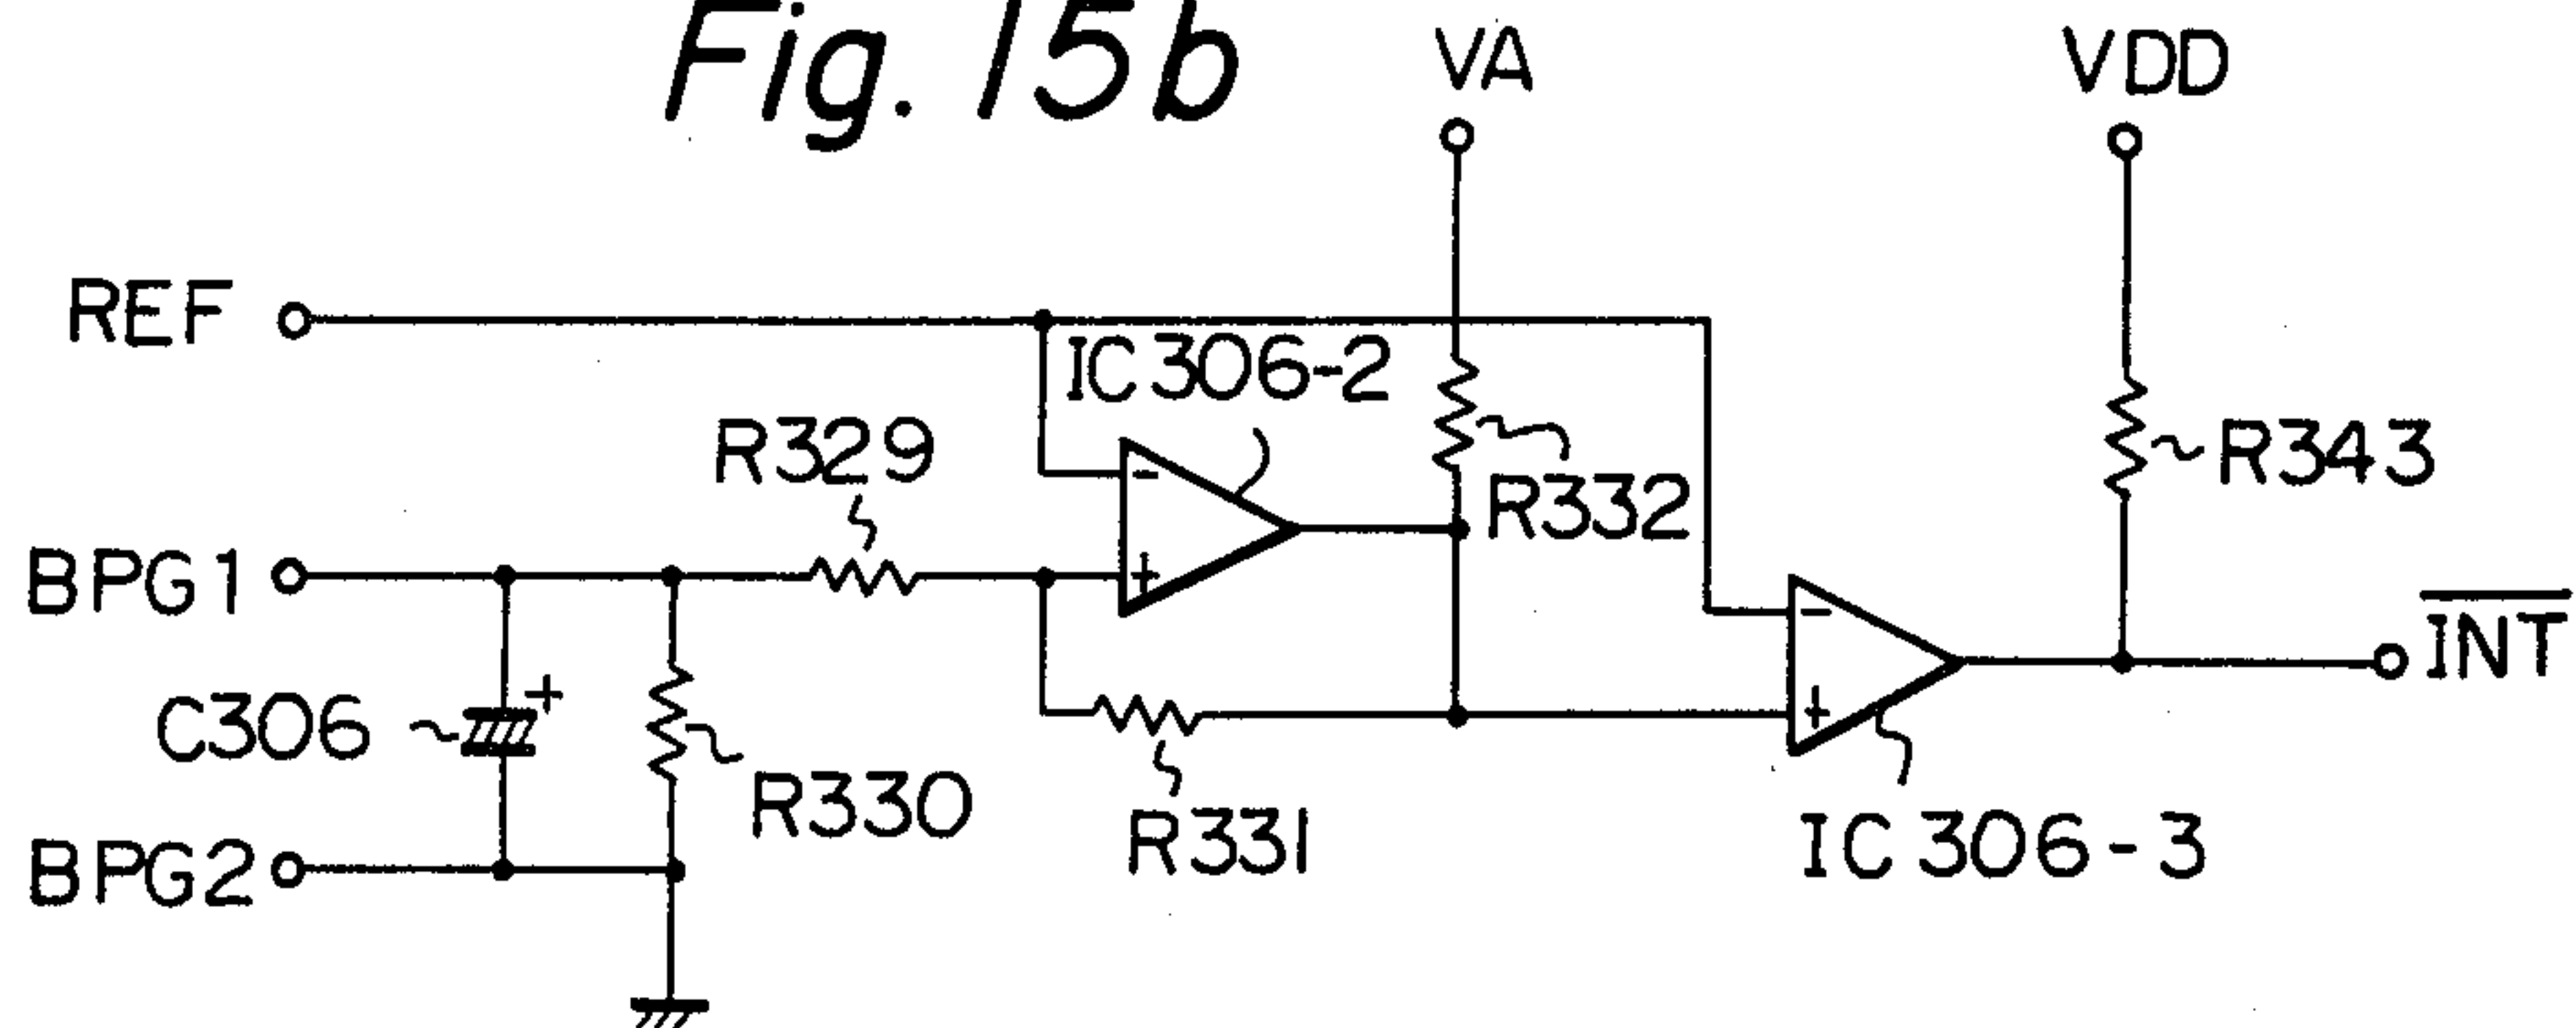 Fig. 15b
VA
VDD
REF
IC306-2
R329
R332
R343
BPG1
INT
C306
R330
R331
IC306-3
BPG2